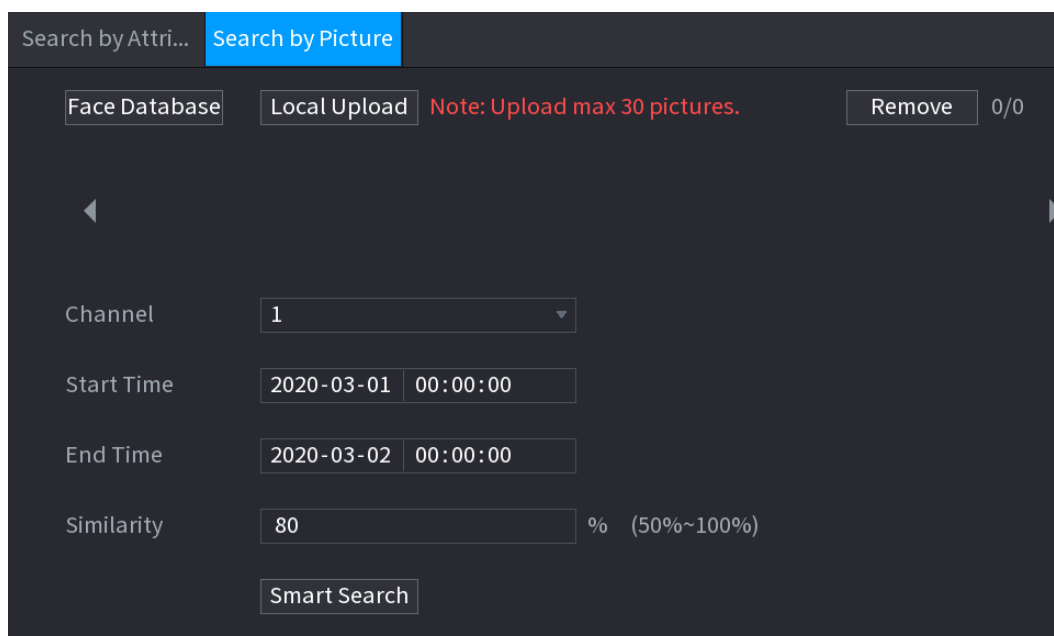 Search by Attri... Search by Picture
Face Database Local Upload Note: Upload max 30 pictures. Remove 0/0
Channel 1
Start Time 2020-03-01 00:00:00
End Time 2020-03-02 00:00:00
Similarity 80 % (50%~100%)
Smart Search